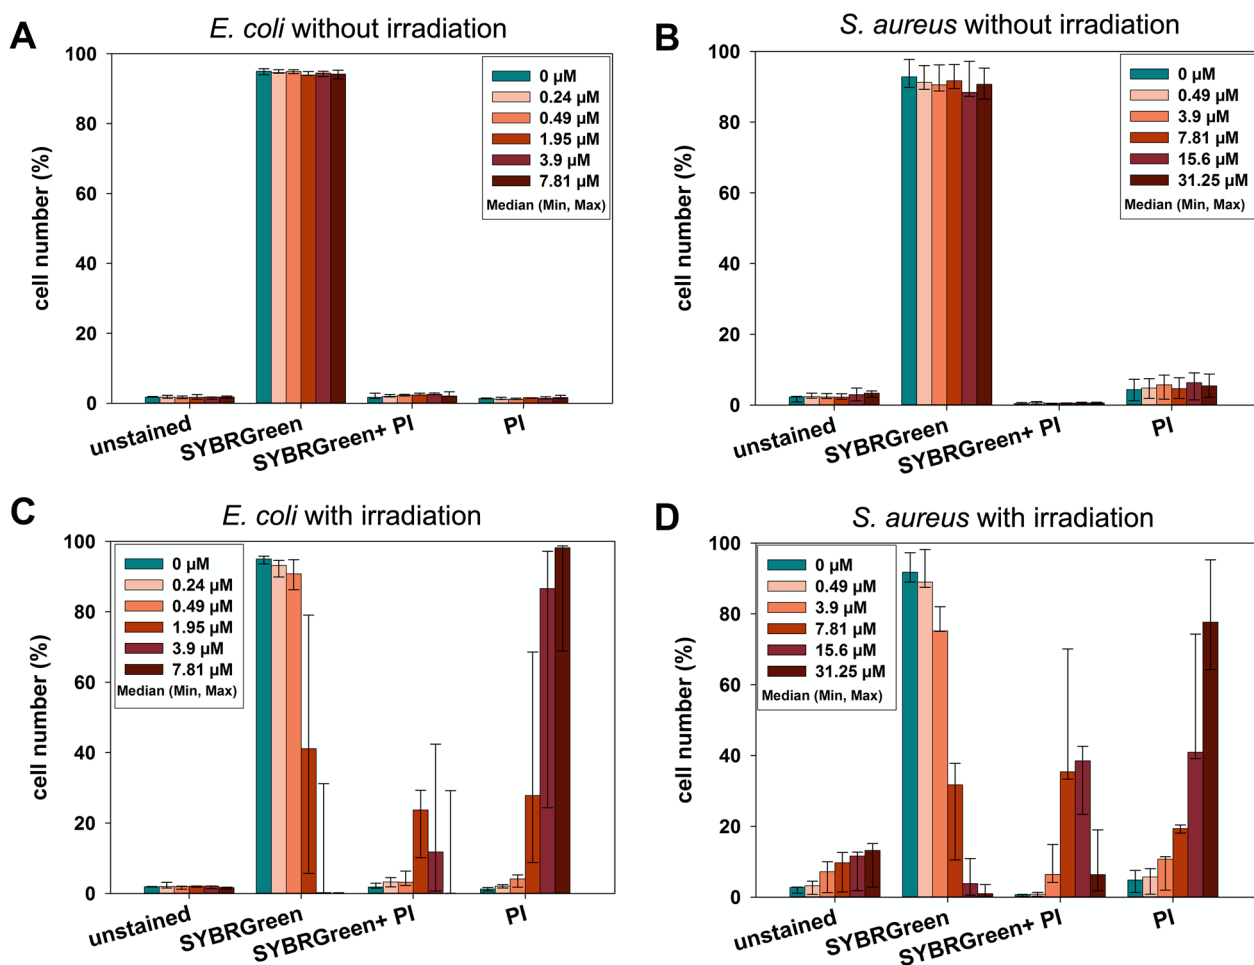 A
E. coli without irradiation
cell number (%)
100
80
60
40
20
0
0 µM
0.24 µM
0.49 µM
1.95 µM
3.9 µM
7.81 µM
Median (Min, Max)
unstained
SYBRGreen
SYBRGreen+ PI
PI
B
S. aureus without irradiation
cell number (%)
100
80
60
40
20
0
0 µM
0.49 µM
3.9 µM
7.81 µM
15.6 µM
31.25 µM
Median (Min, Max)
unstained
SYBRGreen
SYBRGreen+ PI
PI
C
E. coli with irradiation
cell number (%)
100
80
60
40
20
0
0 µM
0.24 µM
0.49 µM
1.95 µM
3.9 µM
7.81 µM
Median (Min, Max)
unstained
SYBRGreen
SYBRGreen+ PI
PI
D
S. aureus with irradiation
cell number (%)
100
80
60
40
20
0
0 µM
0.49 µM
3.9 µM
7.81 µM
15.6 µM
31.25 µM
Median (Min, Max)
unstained
SYBRGreen
SYBRGreen+ PI
PI